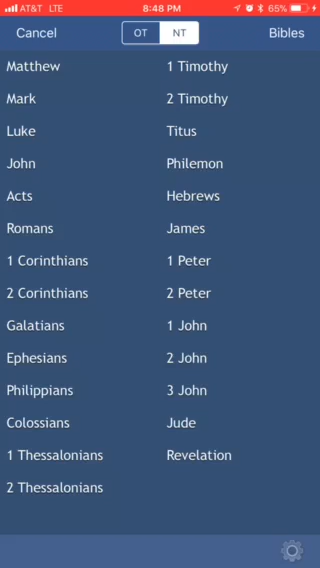 AT&T LTE 8:48 PM 65%
Cancel OT NT Bibles
Matthew
Mark
Luke
John
Acts
Romans
1 Corinthians
2 Corinthians
Galatians
Ephesians
Philippians
Colossians
1 Thessalonians
2 Thessalonians
1 Timothy
2 Timothy
Titus
Philemon
Hebrews
James
1 Peter
2 Peter
1 John
2 John
3 John
Jude
Revelation